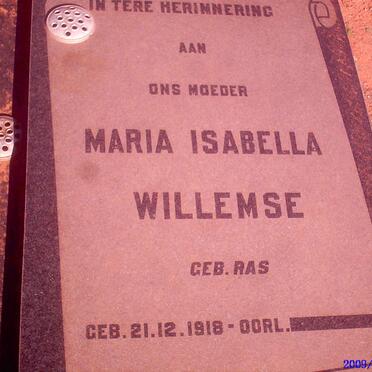 IN TERE HERINNERING
AAN
ONS MOEDER
MARIA ISABELLA
WILLEMSE
GEB. RAS
GEB. 21.12.1918 - OORL.
2009/